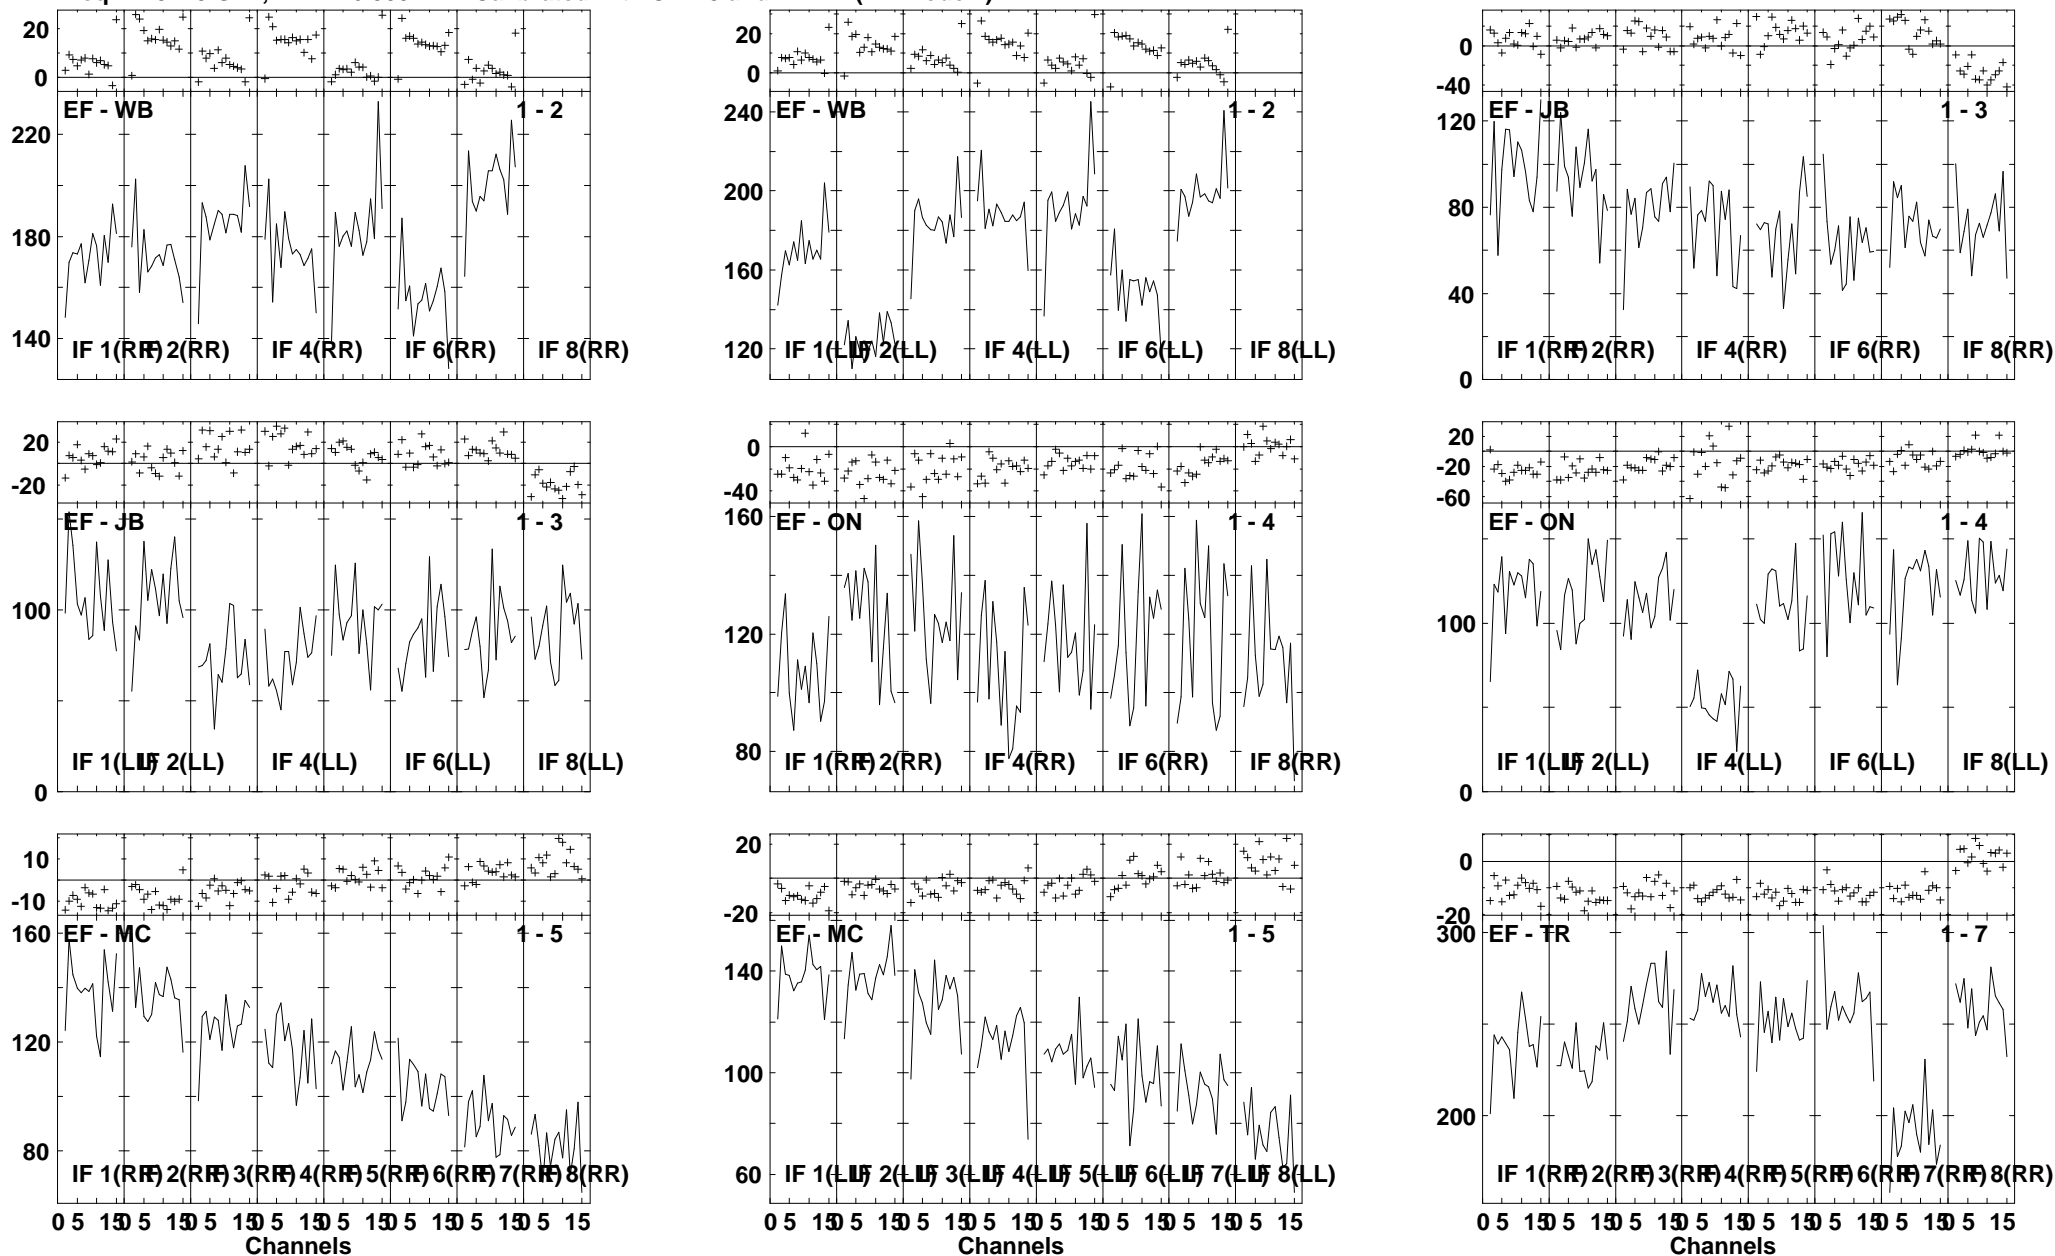 20
0
EF - WB 1 - 2
220
180
140
IF 1(RR) IF 2(RR) IF 4(RR) IF 6(RR) IF 8(RR)
20
0
EF - WB 1 - 2
240
200
160
120
IF 1(LL) IF 2(LL) IF 4(LL) IF 6(LL) IF 8(LL)
0
-40
EF - JB 1 - 3
120
80
40
0
IF 1(RR) IF 2(RR) IF 4(RR) IF 6(RR) IF 8(RR)
20
-20
EF - JB 1 - 3
100
0
IF 1(LL) IF 2(LL) IF 4(LL) IF 6(LL) IF 8(LL)
0
-40
EF - ON 1 - 4
160
120
80
IF 1(RR) IF 2(RR) IF 4(RR) IF 6(RR) IF 8(RR)
20
-20
-60
EF - ON 1 - 4
100
0
IF 1(LL) IF 2(LL) IF 4(LL) IF 6(LL) IF 8(LL)
10
-10
EF - MC 1 - 5
160
120
80
IF 1(RR) IF 2(RR) IF 3(RR) IF 4(RR) IF 5(RR) IF 6(RR) IF 7(RR) IF 8(RR)
0 5 15 0 5 15 0 5 15 0 5 15 0 5 15 0 5 15 0 5 15 0 5 15
Channels
20
-20
EF - MC 1 - 5
140
100
60
IF 1(LL) IF 2(LL) IF 3(LL) IF 4(LL) IF 5(LL) IF 6(LL) IF 7(LL) IF 8(LL)
0 5 15 0 5 15 0 5 15 0 5 15 0 5 15 0 5 15 0 5 15 0 5 15
Channels
0
-20
EF - TR 1 - 7
300
200
IF 1(RR) IF 2(RR) IF 3(RR) IF 4(RR) IF 5(RR) IF 6(RR) IF 7(RR) IF 8(RR)
0 5 15 0 5 15 0 5 15 0 5 15 0 5 15 0 5 15 0 5 15 0 5 15
Channels